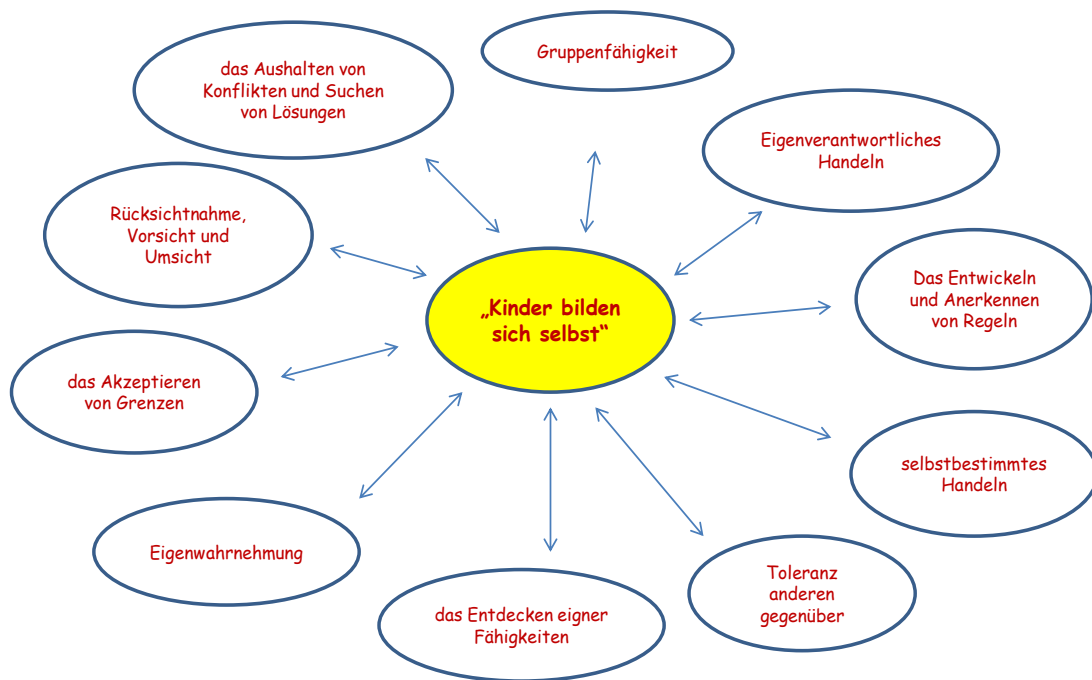 Gruppenfähigkeit
das Aushalten von
Konflikten und Suchen
von Lösungen
Eigenverantwortliches
Handeln
Rücksichtnahme,
Vorsicht und
Umsicht
Das Entwickeln
und Anerkennen
von Regeln
„Kinder bilden
sich selbst“
das Akzeptieren
von Grenzen
selbstbestimmtes
Handeln
Eigenwahrnehmung
Toleranz
anderen
gegenüber
das Entdecken eigner
Fähigkeiten